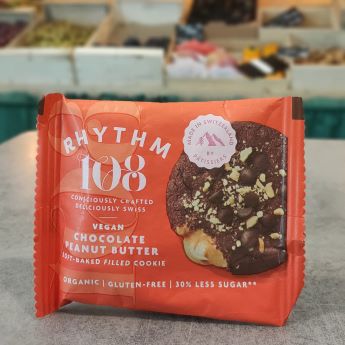 RHYTHM
108
CONSCIOUSLY CRAFTED
DELICIOUSLY SWISS
VEGAN
CHOCOLATE
PEANUT BUTTER
SOFT-BAKED FILLED COOKIE
ORGANIC | GLUTEN-FREE | 30% LESS SUGAR**
MADE IN SWITZERLAND
BY
PÂTISSIERS